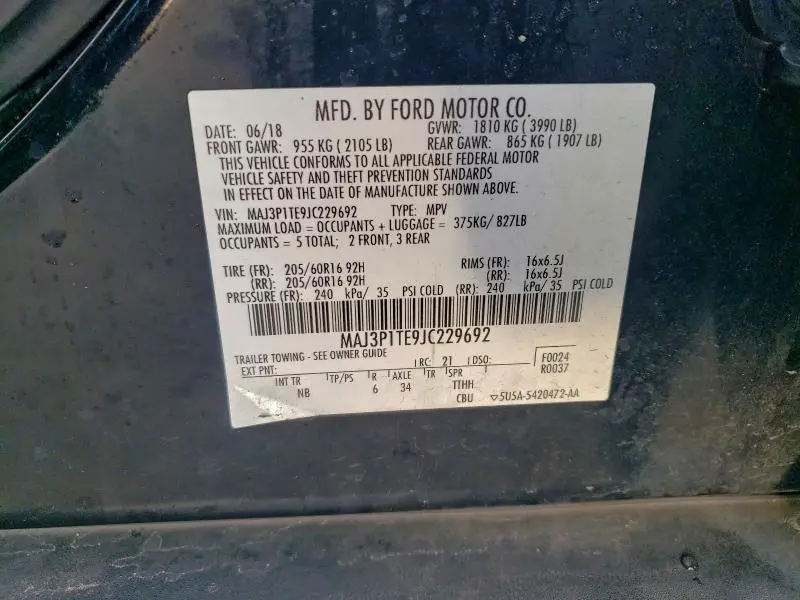 MFD. BY FORD MOTOR CO.
DATE: 06/18 GVWR: 1810 KG ( 3990 LB)
FRONT GAWR: 955 KG ( 2105 LB) REAR GAWR: 865 KG ( 1907 LB)
THIS VEHICLE CONFORMS TO ALL APPLICABLE FEDERAL MOTOR
VEHICLE SAFETY AND THEFT PREVENTION STANDARDS
IN EFFECT ON THE DATE OF MANUFACTURE SHOWN ABOVE.
VIN: MAJ3P1TE9JC229692 TYPE: MPV
MAXIMUM LOAD = OCCUPANTS + LUGGAGE = 375KG/ 827LB
OCCUPANTS = 5 TOTAL; 2 FRONT, 3 REAR
TIRE (FR): 205/60R16 92H RIMS (FR): 16x6.5J
(RR): 205/60R16 92H (RR): 16x6.5J
PRESSURE (FR): 240 kPa/ 35 PSI COLD (RR): 240 kPa/ 35 PSI COLD
MAJ3P1TE9JC229692
TRAILER TOWING - SEE OWNER GUIDE
EXT PNT: RC: 21 DSO: F0024
R0037
INT TR TP/PS R AXLE TR SPR TTHH
NB 6 34 CBU 5U5A-5420472-AA